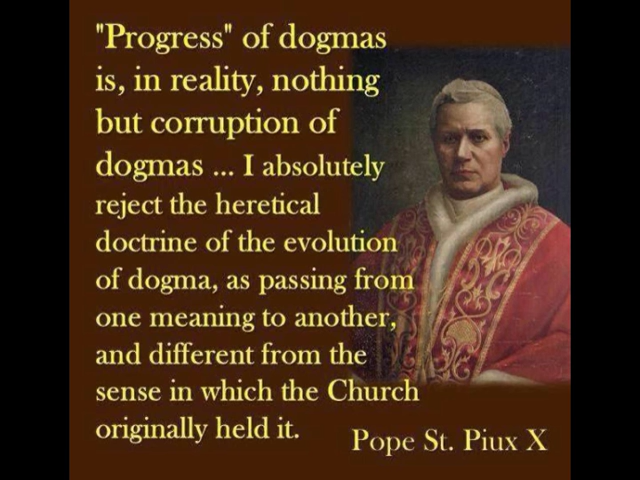 "Progress" of dogmas
is, in reality, nothing
but corruption of
dogmas ... I absolutely
reject the heretical
doctrine of the evolution
of dogma, as passing from
one meaning to another,
and different from the
sense in which the Church
originally held it.
Pope St. Piux X